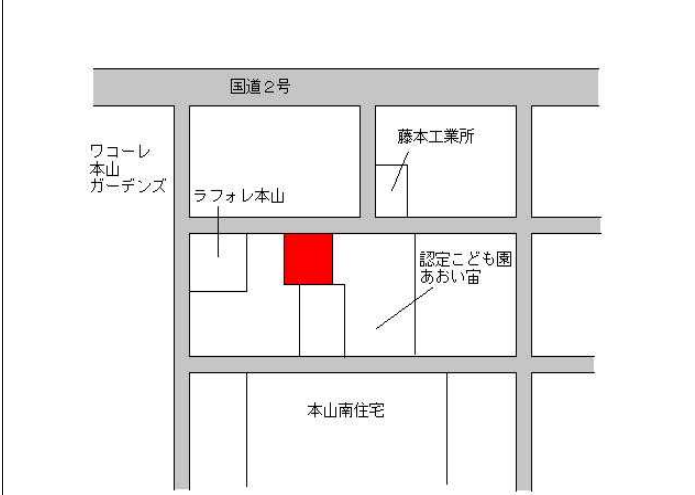 国道２号
藤本工業所
ワコーレ
本山
ガーデンズ
ラフォレ本山
認定こども園
あおい宙
本山南住宅